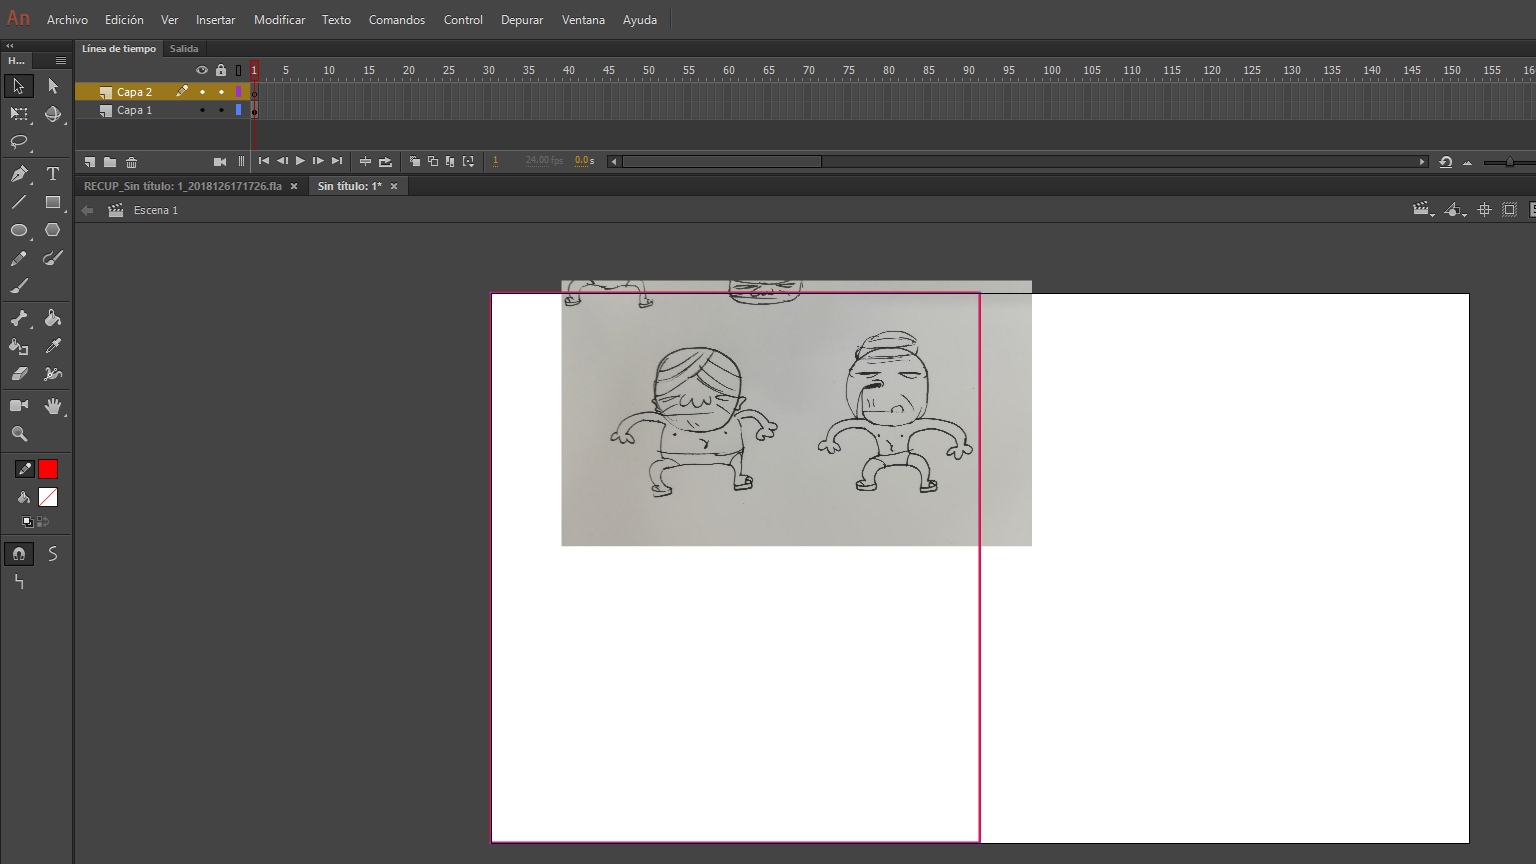 An Archivo Edición Ver Insertar Modificar Texto Comandos Control Depurar Ventana Ayuda
H... Línea de tiempo Salida
1 5 10 15 20 25 30 35 40 45 50 55 60 65 70 75 80 85 90 95 100 105 110 115 120 125 130 135 140 145 150 155 16
Capa 2
Capa 1
1 24.00 fps 0.0 s
RECUP_Sin título: 1_2018126171726.fla × Sin título: 1* ×
Escena 1
T